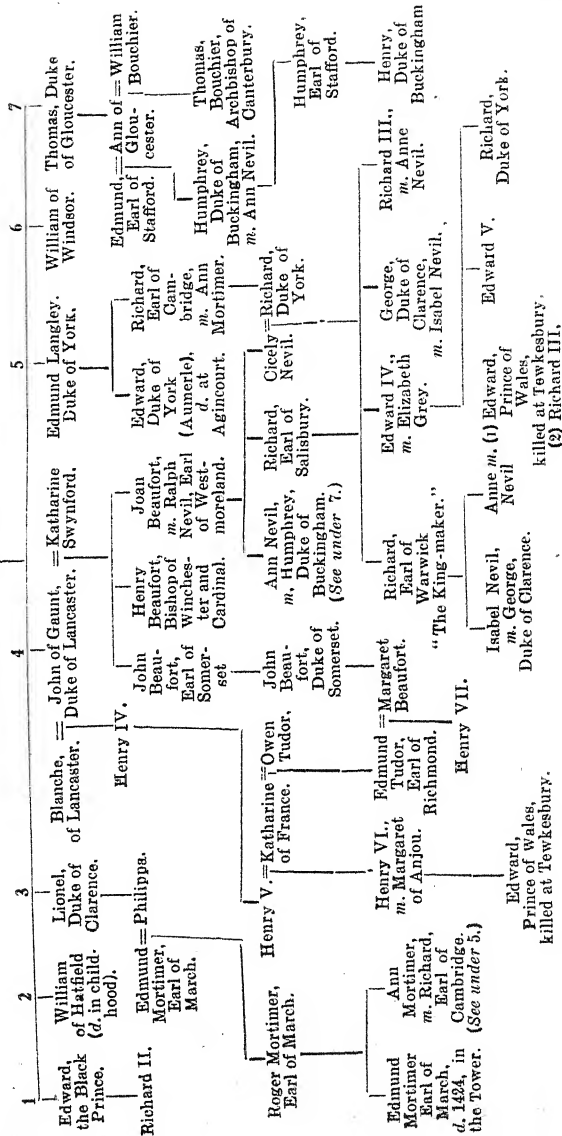 1
Edward,
the Black
Prince.
Richard II.
2
William
of Hatfield
(d. in child-
hood).
3
Lionel,
Duke of
Clarence.
Edmund = Philippa.
Mortimer,
Earl of
March.
Roger Mortimer,
Earl of March.
Edmund
Mortimer
Earl of
March,
d. 1424, in
the Tower.
Ann
Mortimer,
m. Richard,
Earl of
Cambridge.
(See under 5.)
4
Blanche, = John of Gaunt, = Katharine
of Lancaster. Duke of Lancaster. Swynford.
Henry IV.
Henry V. = Katharine = Owen
of France. Tudor,
Henry VI.,
m. Margaret
of Anjou.
Edward,
Prince of Wales,
killed at Tewkesbury.
Edmund = Margaret
Tudor, Beaufort.
Earl of
Richmond.
Henry VII.
John
Beau-
fort,
Earl of
Somer-
set
John
Beau-
fort,
Duke of
Somerset.
Henry
Beaufort,
Bishop of
Winches-
ter and
Cardinal.
Joan
Beaufort,
m. Ralph
Nevil, Earl
of West-
moreland.
Ann Nevil,
m. Humphrey,
Duke of
Buckingham.
(See under 7.)
Richard,
Earl of
Salisbury.
Cicely = Richard,
Nevil. Duke of
York.
Richard,
Earl of
Warwick
"The King-maker."
Isabel Nevil,
m. George,
Duke of Clarence.
Anne m. (1) Edward,
Nevil Prince of
Wales,
killed at Tewkesbury.
(2) Richard III.
5
Edmund Langley.
Duke of York.
Edward,
Duke of
York
(Aumerle),
d. at
Agincourt.
Richard,
Earl of
Cam-
bridge,
m. Ann
Mortimer.
Edward IV.,
m. Elizabeth
Grey.
George,
Duke of
Clarence,
m. Isabel Nevil.
Richard III.,
m. Anne
Nevil.
Edward V.
Richard,
Duke of York.
6
William of
Windsor.
7
Thomas, Duke
of Gloucester.
Edmund, = Ann of = William
Earl of Glou- Bouchier.
Stafford. cester.
Humphrey,
Duke of
Buckingham,
m. Ann Nevil.
Thomas,
Bouchier,
Archbishop of
Canterbury.
Humphrey,
Earl of
Stafford.
Henry,
Duke of
Buckingham